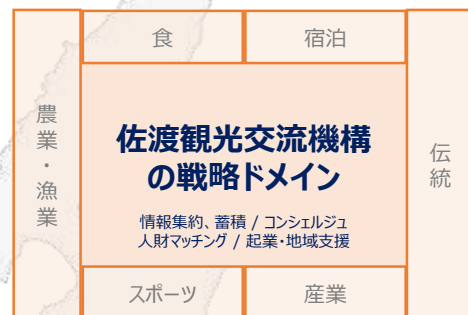 食
宿泊
農業・漁業
佐渡観光交流機構
の戦略ドメイン
情報集約、蓄積 / コンシェルジュ
人財マッチング / 起業・地域支援
伝統
スポーツ
産業